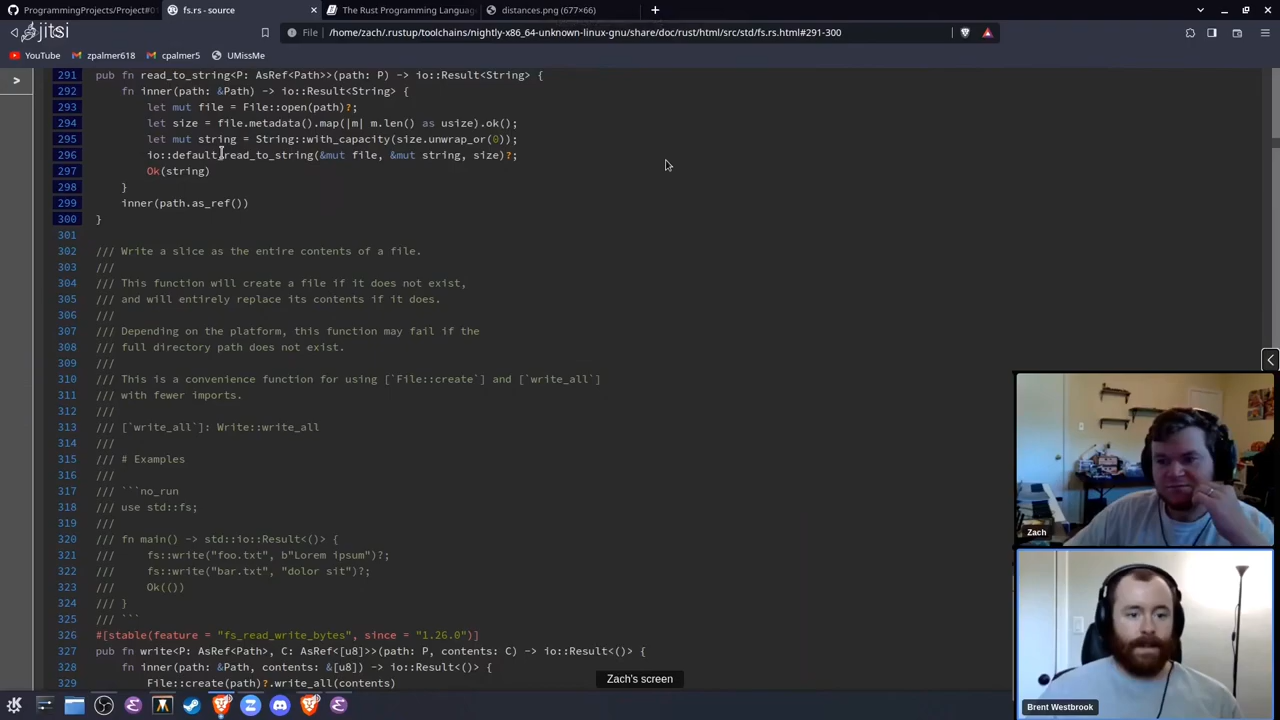 ProgrammingProjects/Project#01
fs.rs - source
The Rust Programming Languag
distances.png (677×66)
jitsi
File
/home/zach/.rustup/toolchains/nightly-x86_64-unknown-linux-gnu/share/doc/rust/html/src/std/fs.rs.html#291-300
YouTube
zpalmer618
cpalmer5
UMissMe
>
291 pub fn read_to_string<P: AsRef<Path>>(path: P) -> io::Result<String> {
292 fn inner(path: &Path) -> io::Result<String> {
293 let mut file = File::open(path)?;
294 let size = file.metadata().map(|m| m.len() as usize).ok();
295 let mut string = String::with_capacity(size.unwrap_or(0));
296 io::default_read_to_string(&mut file, &mut string, size)?;
297 Ok(string)
298 }
299 inner(path.as_ref())
300 }
301
302 /// Write a slice as the entire contents of a file.
303 ///
304 /// This function will create a file if it does not exist,
305 /// and will entirely replace its contents if it does.
306 ///
307 /// Depending on the platform, this function may fail if the
308 /// full directory path does not exist.
309 ///
310 /// This is a convenience function for using [`File::create`] and [`write_all`]
311 /// with fewer imports.
312 ///
313 /// [`write_all`]: Write::write_all
314 ///
315 /// # Examples
316 ///
317 /// ```no_run
318 /// use std::fs;
319 ///
320 /// fn main() -> std::io::Result<()> {
321 /// fs::write("foo.txt", b"Lorem ipsum")?;
322 /// fs::write("bar.txt", "dolor sit")?;
323 /// Ok(())
324 /// }
325 /// ```
326 #[stable(feature = "fs_read_write_bytes", since = "1.26.0")]
327 pub fn write<P: AsRef<Path>, C: AsRef<[u8]>>(path: P, contents: C) -> io::Result<()> {
328 fn inner(path: &Path, contents: &[u8]) -> io::Result<()> {
329 File::create(path)?.write_all(contents)
Zach
Zach's screen
Brent Westbrook